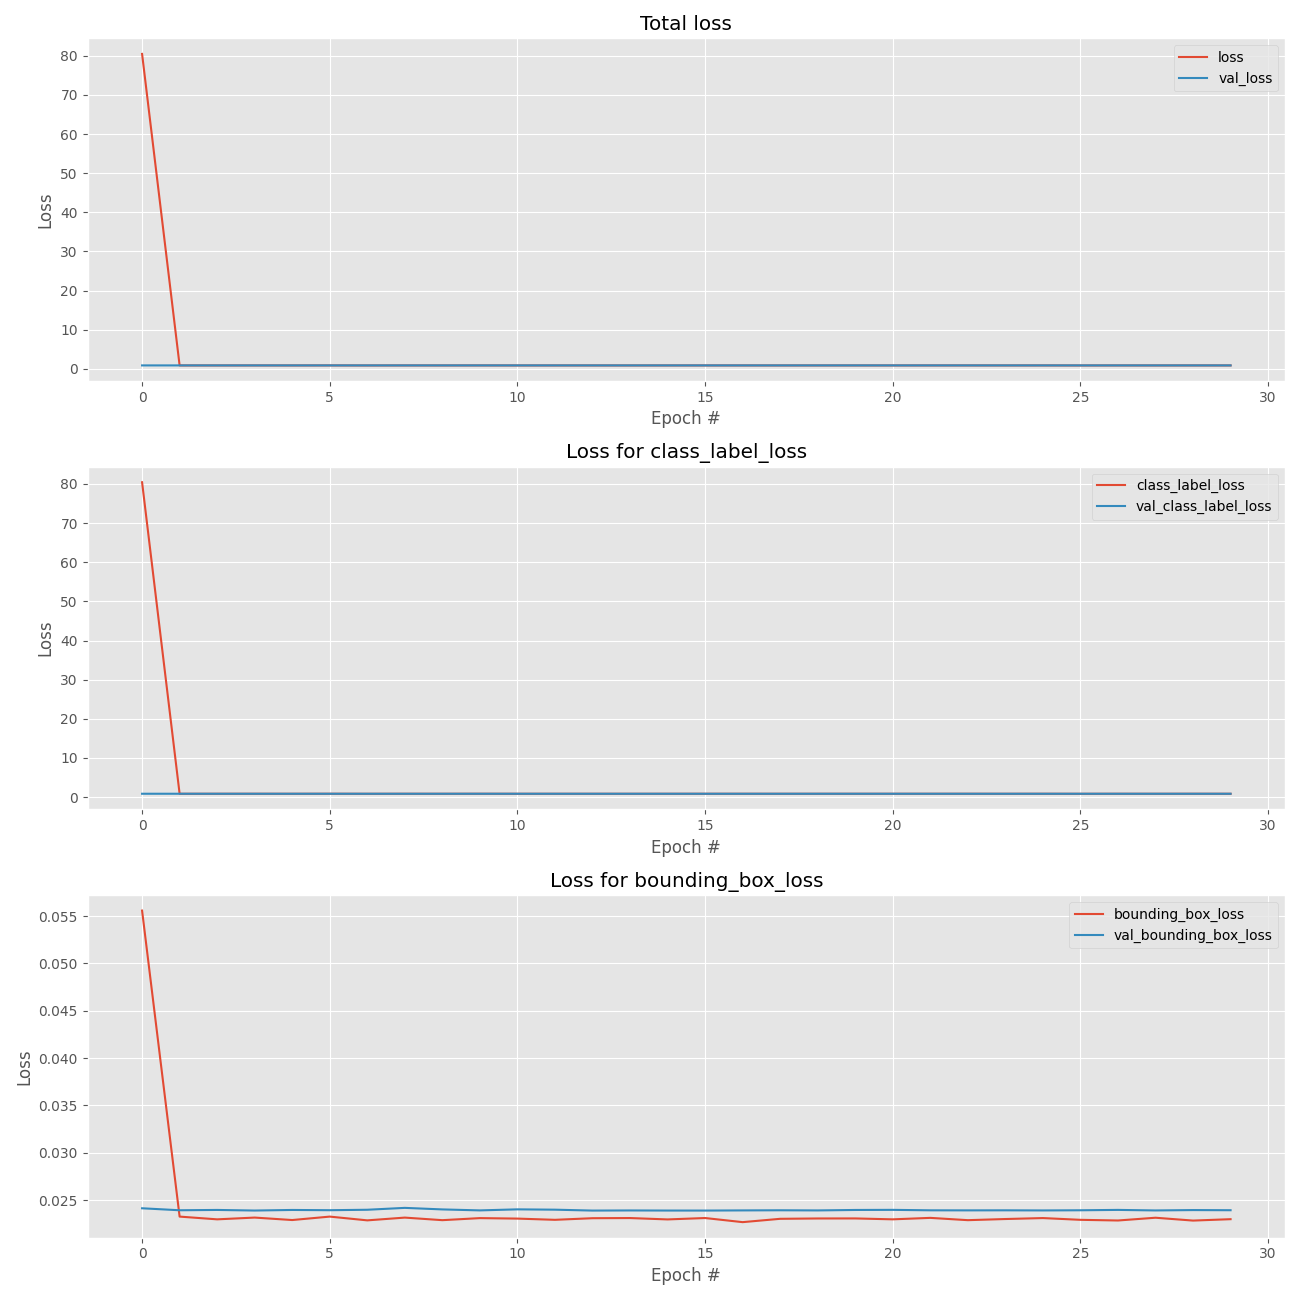 Total loss
loss
val_loss
80
70
60
50
40
30
20
10
0
Loss
0 5 10 15 20 25 30
Epoch #
Loss for class_label_loss
class_label_loss
val_class_label_loss
80
70
60
50
40
30
20
10
0
Loss
0 5 10 15 20 25 30
Epoch #
Loss for bounding_box_loss
bounding_box_loss
val_bounding_box_loss
0.055
0.050
0.045
0.040
0.035
0.030
0.025
Loss
0 5 10 15 20 25 30
Epoch #